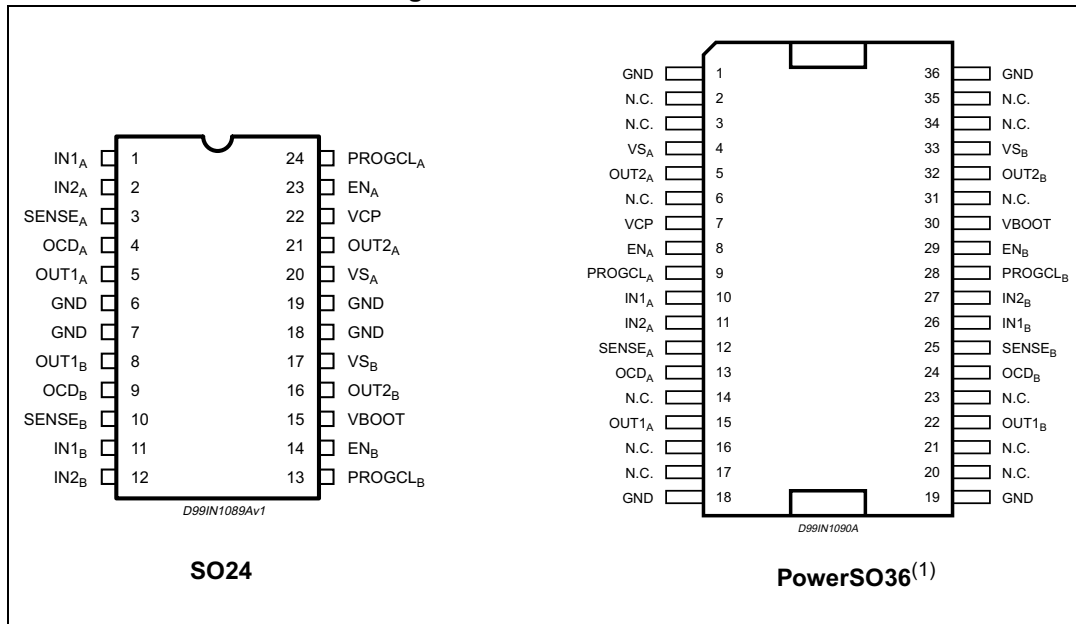 IN1A 1 24 PROGCLA
IN2A 2 23 ENA
SENSEA 3 22 VCP
OCDA 4 21 OUT2A
OUT1A 5 20 VSA
GND 6 19 GND
GND 7 18 GND
OUT1B 8 17 VSB
OCDB 9 16 OUT2B
SENSEB 10 15 VBOOT
IN1B 11 14 ENB
IN2B 12 13 PROGCLB
D99IN1089Av1
SO24
GND 1 36 GND
N.C. 2 35 N.C.
N.C. 3 34 N.C.
VSA 4 33 VSB
OUT2A 5 32 OUT2B
N.C. 6 31 N.C.
VCP 7 30 VBOOT
ENA 8 29 ENB
PROGCLA 9 28 PROGCLB
IN1A 10 27 IN2B
IN2A 11 26 IN1B
SENSEA 12 25 SENSEB
OCDA 13 24 OCDB
N.C. 14 23 N.C.
OUT1A 15 22 OUT1B
N.C. 16 21 N.C.
N.C. 17 20 N.C.
GND 18 19 GND
D99IN1090A
PowerSO36(1)